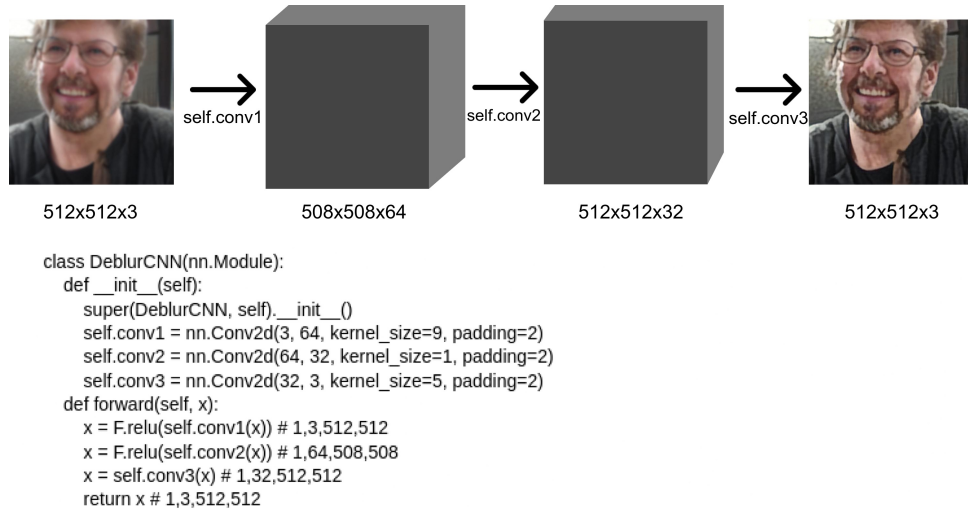 self.conv1
self.conv2
self.conv3
512x512x3
508x508x64
512x512x32
512x512x3
class DeblurCNN(nn.Module):
def __init__(self):
super(DeblurCNN, self).__init__()
self.conv1 = nn.Conv2d(3, 64, kernel_size=9, padding=2)
self.conv2 = nn.Conv2d(64, 32, kernel_size=1, padding=2)
self.conv3 = nn.Conv2d(32, 3, kernel_size=5, padding=2)
def forward(self, x):
x = F.relu(self.conv1(x)) # 1,3,512,512
x = F.relu(self.conv2(x)) # 1,64,508,508
x = self.conv3(x) # 1,32,512,512
return x # 1,3,512,512